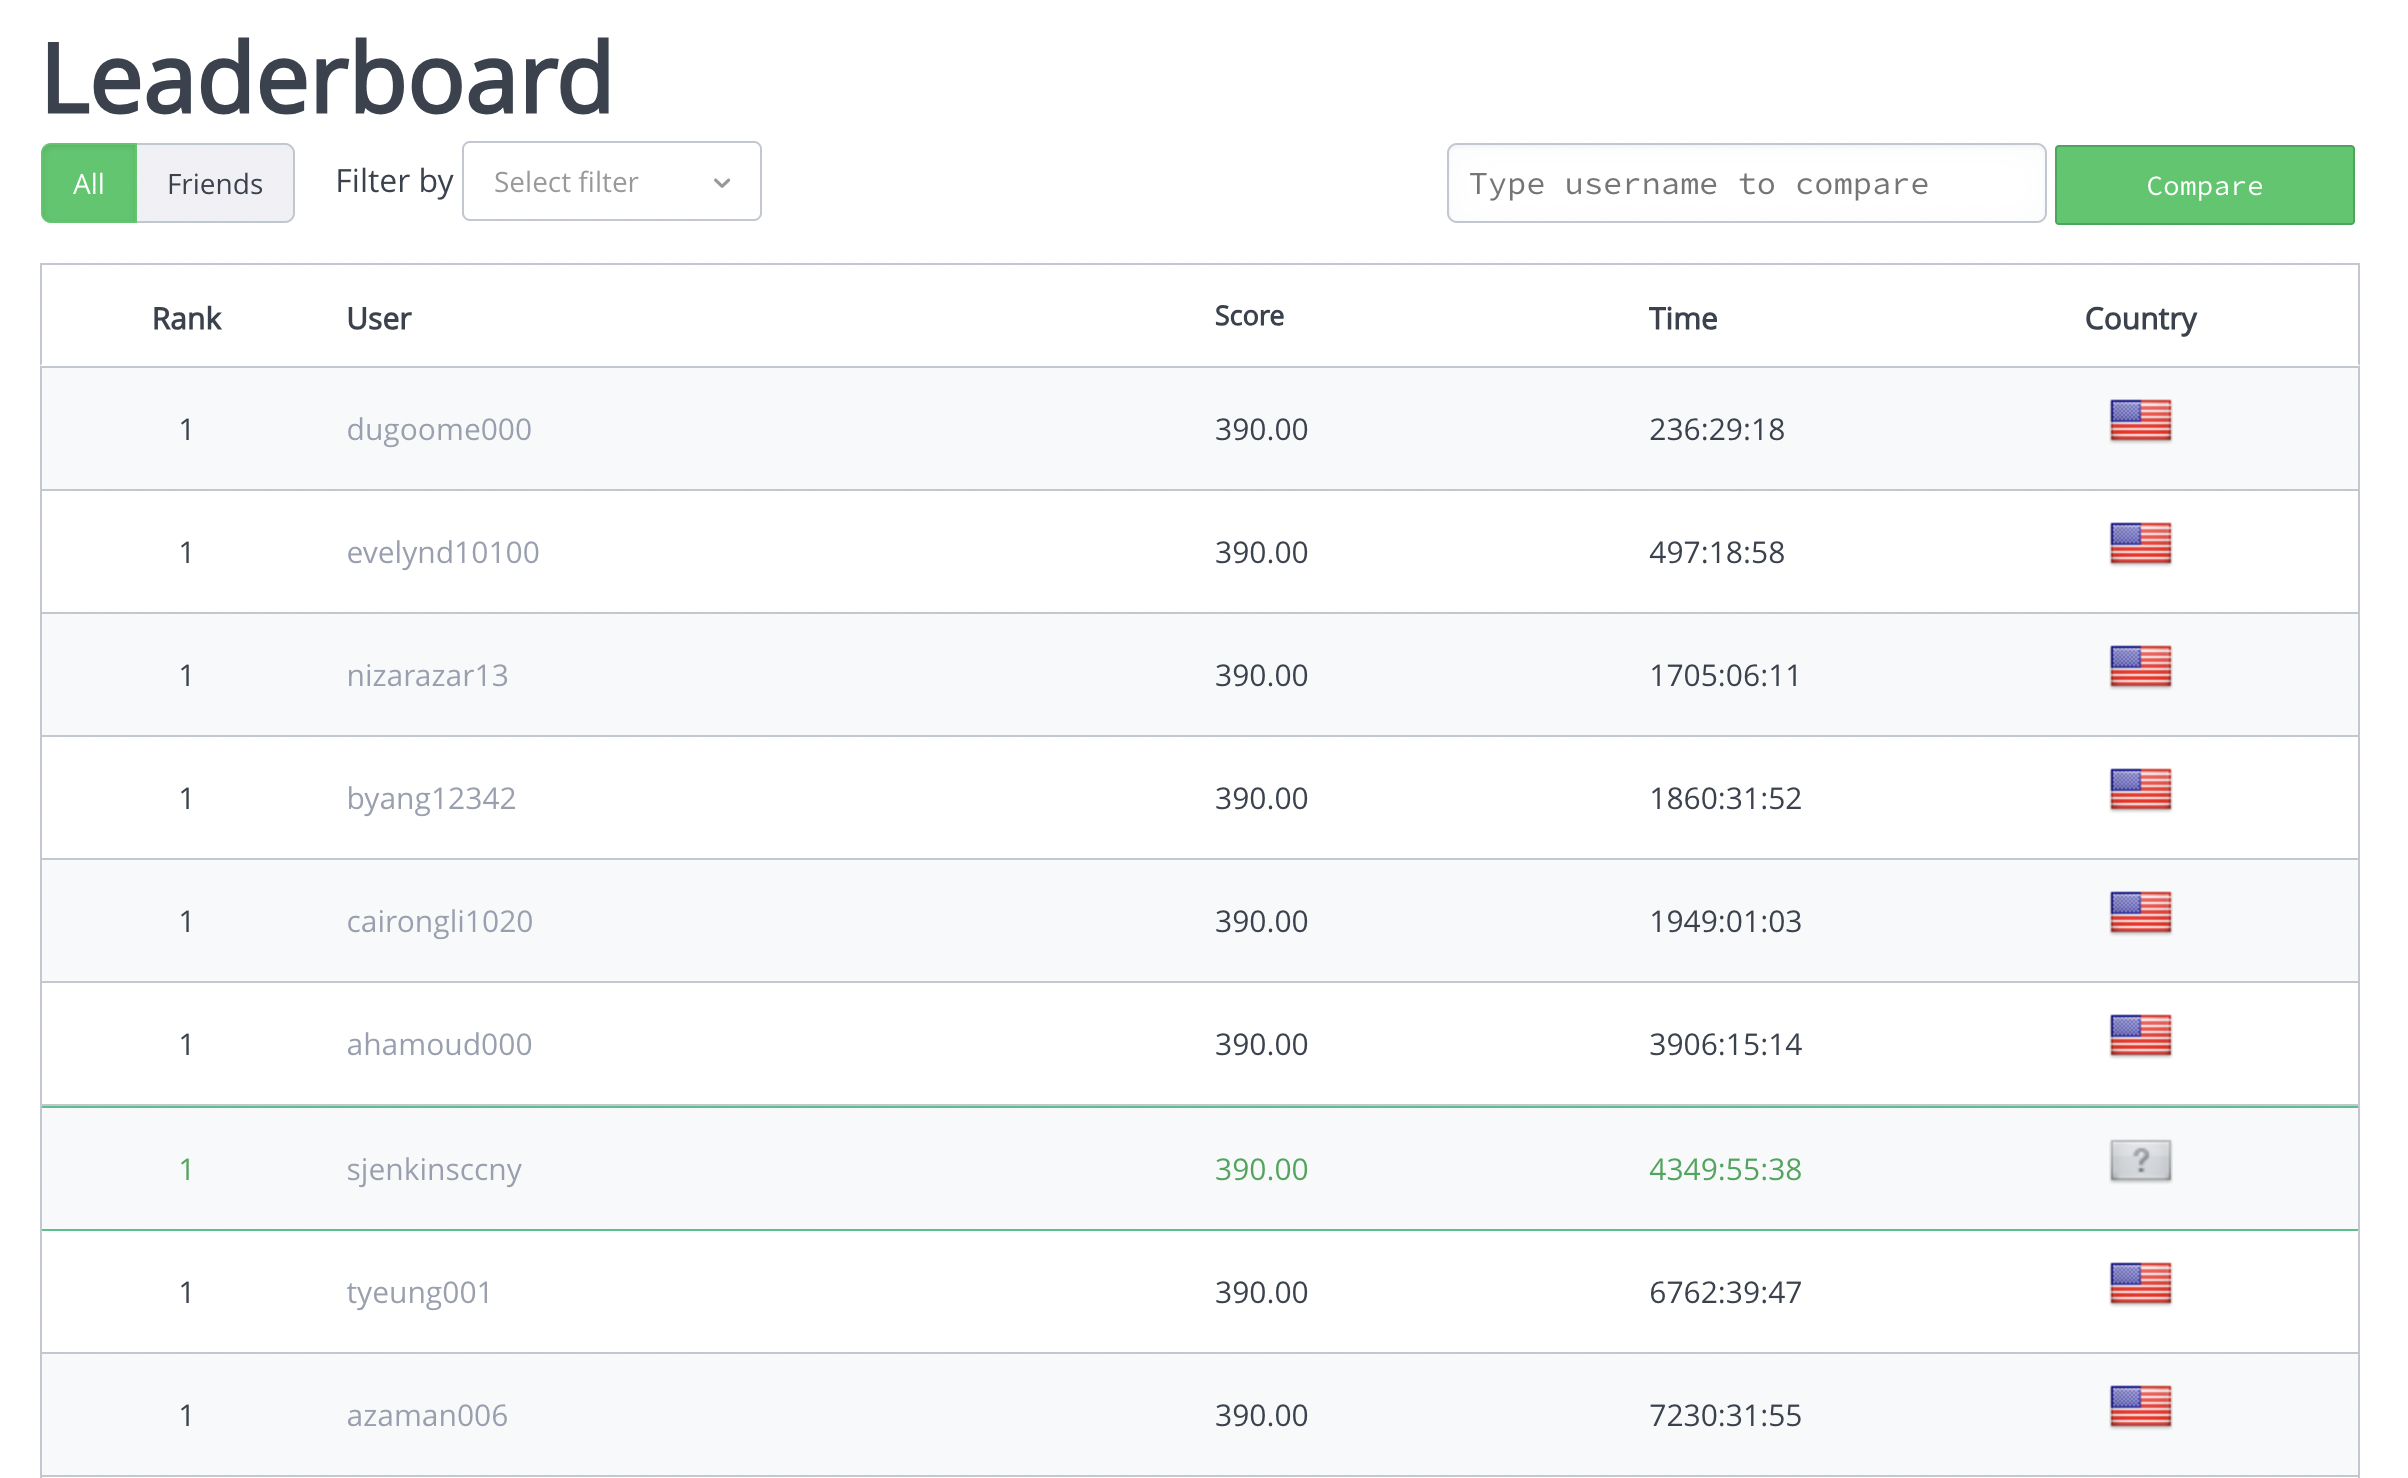 Leaderboard
All Friends Filter by Select filter Type username to compare Compare
Rank User Score Time Country
1 dugoome000 390.00 236:29:18
1 evelynd10100 390.00 497:18:58
1 nizarazar13 390.00 1705:06:11
1 byang12342 390.00 1860:31:52
1 cairongli1020 390.00 1949:01:03
1 ahamoud000 390.00 3906:15:14
1 sjenkinsccny 390.00 4349:55:38 ?
1 tyeung001 390.00 6762:39:47
1 azaman006 390.00 7230:31:55